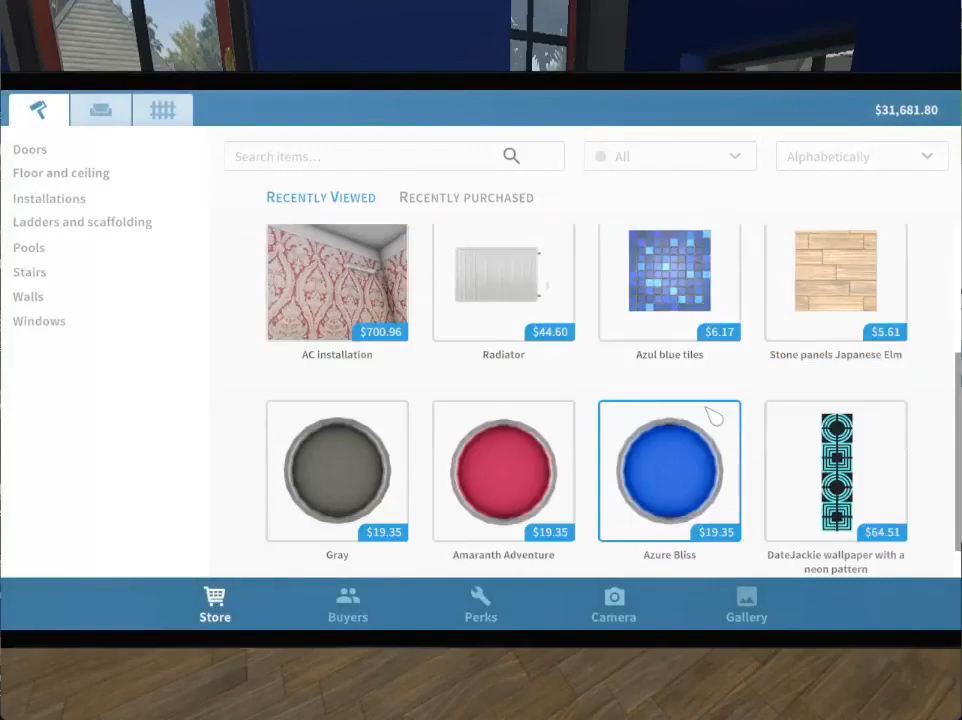 $31,681.80
Doors
Floor and ceiling
Installations
Ladders and scaffolding
Pools
Stairs
Walls
Windows
Search items...
All
Alphabetically
Recently Viewed
Recently purchased
$700.96
$44.60
$6.17
$5.61
AC installation
Radiator
Azul blue tiles
Stone panels Japanese Elm
$19.35
$19.35
$19.35
$64.51
Gray
Amaranth Adventure
Azure Bliss
DateJackie wallpaper with a
neon pattern
Store
Buyers
Perks
Camera
Gallery